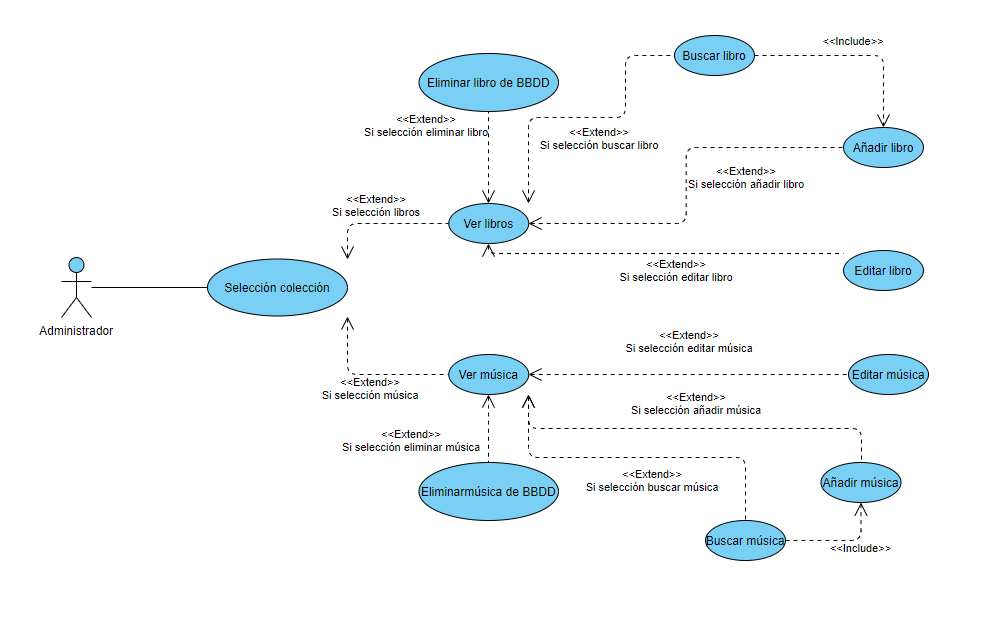 Buscar libro
<<Include>>
Eliminar libro de BBDD
<<Extend>>
Si selección eliminar libro
<<Extend>>
Si selección buscar libro
Añadir libro
<<Extend>>
Si selección añadir libro
<<Extend>>
Si selección libros
Ver libros
<<Extend>>
Si selección editar libro
Editar libro
Selección colección
Administrador
<<Extend>>
Si selección editar música
Ver música
Editar música
<<Extend>>
Si selección música
<<Extend>>
Si selección añadir música
<<Extend>>
Si selección eliminar música
<<Extend>>
Si selección buscar música
Añadir música
Eliminarmúsica de BBDD
Buscar música
<<Include>>